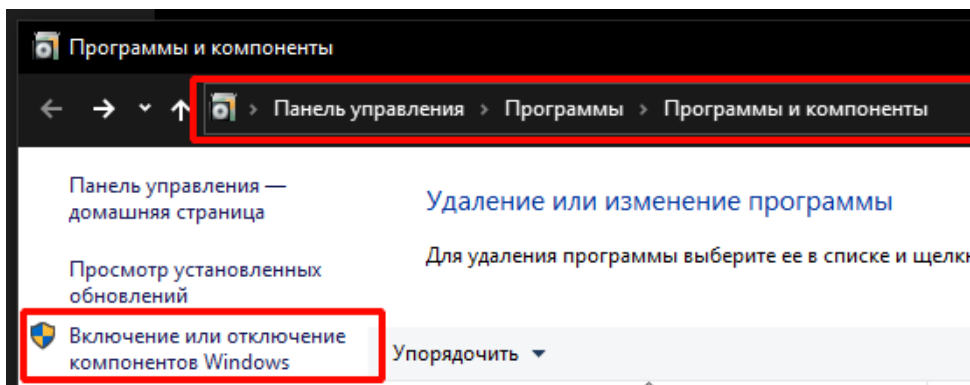 Программы и компоненты
Панель управления > Программы > Программы и компоненты
Панель управления —
домашняя страница
Просмотр установленных
обновлений
Включение или отключение
компонентов Windows
Удаление или изменение программы
Для удаления программы выберите ее в списке и
Упорядочить